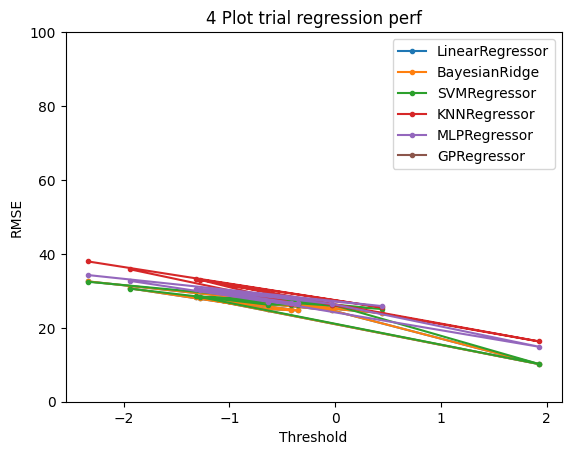 4 Plot trial regression perf
100
80
60
40
20
0
RMSE
LinearRegressor
BayesianRidge
SVMRegressor
KNNRegressor
MLPRegressor
GPRegressor
−2
−1
0
1
2
Threshold